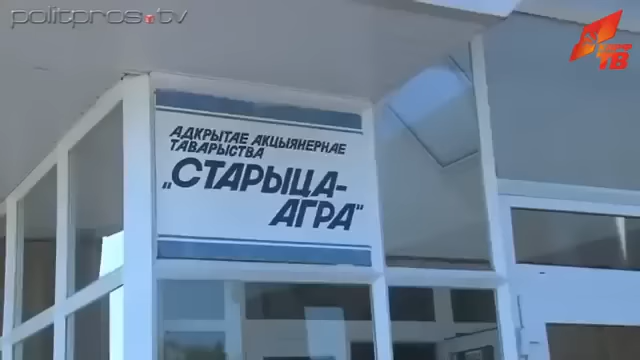 politpros.tv
ТВ
АДКРЫТАЕ АКЦЫЯНЕРНАЕ
ТАВАРЫСТВА
„СТАРЫЦА-
АГРА"